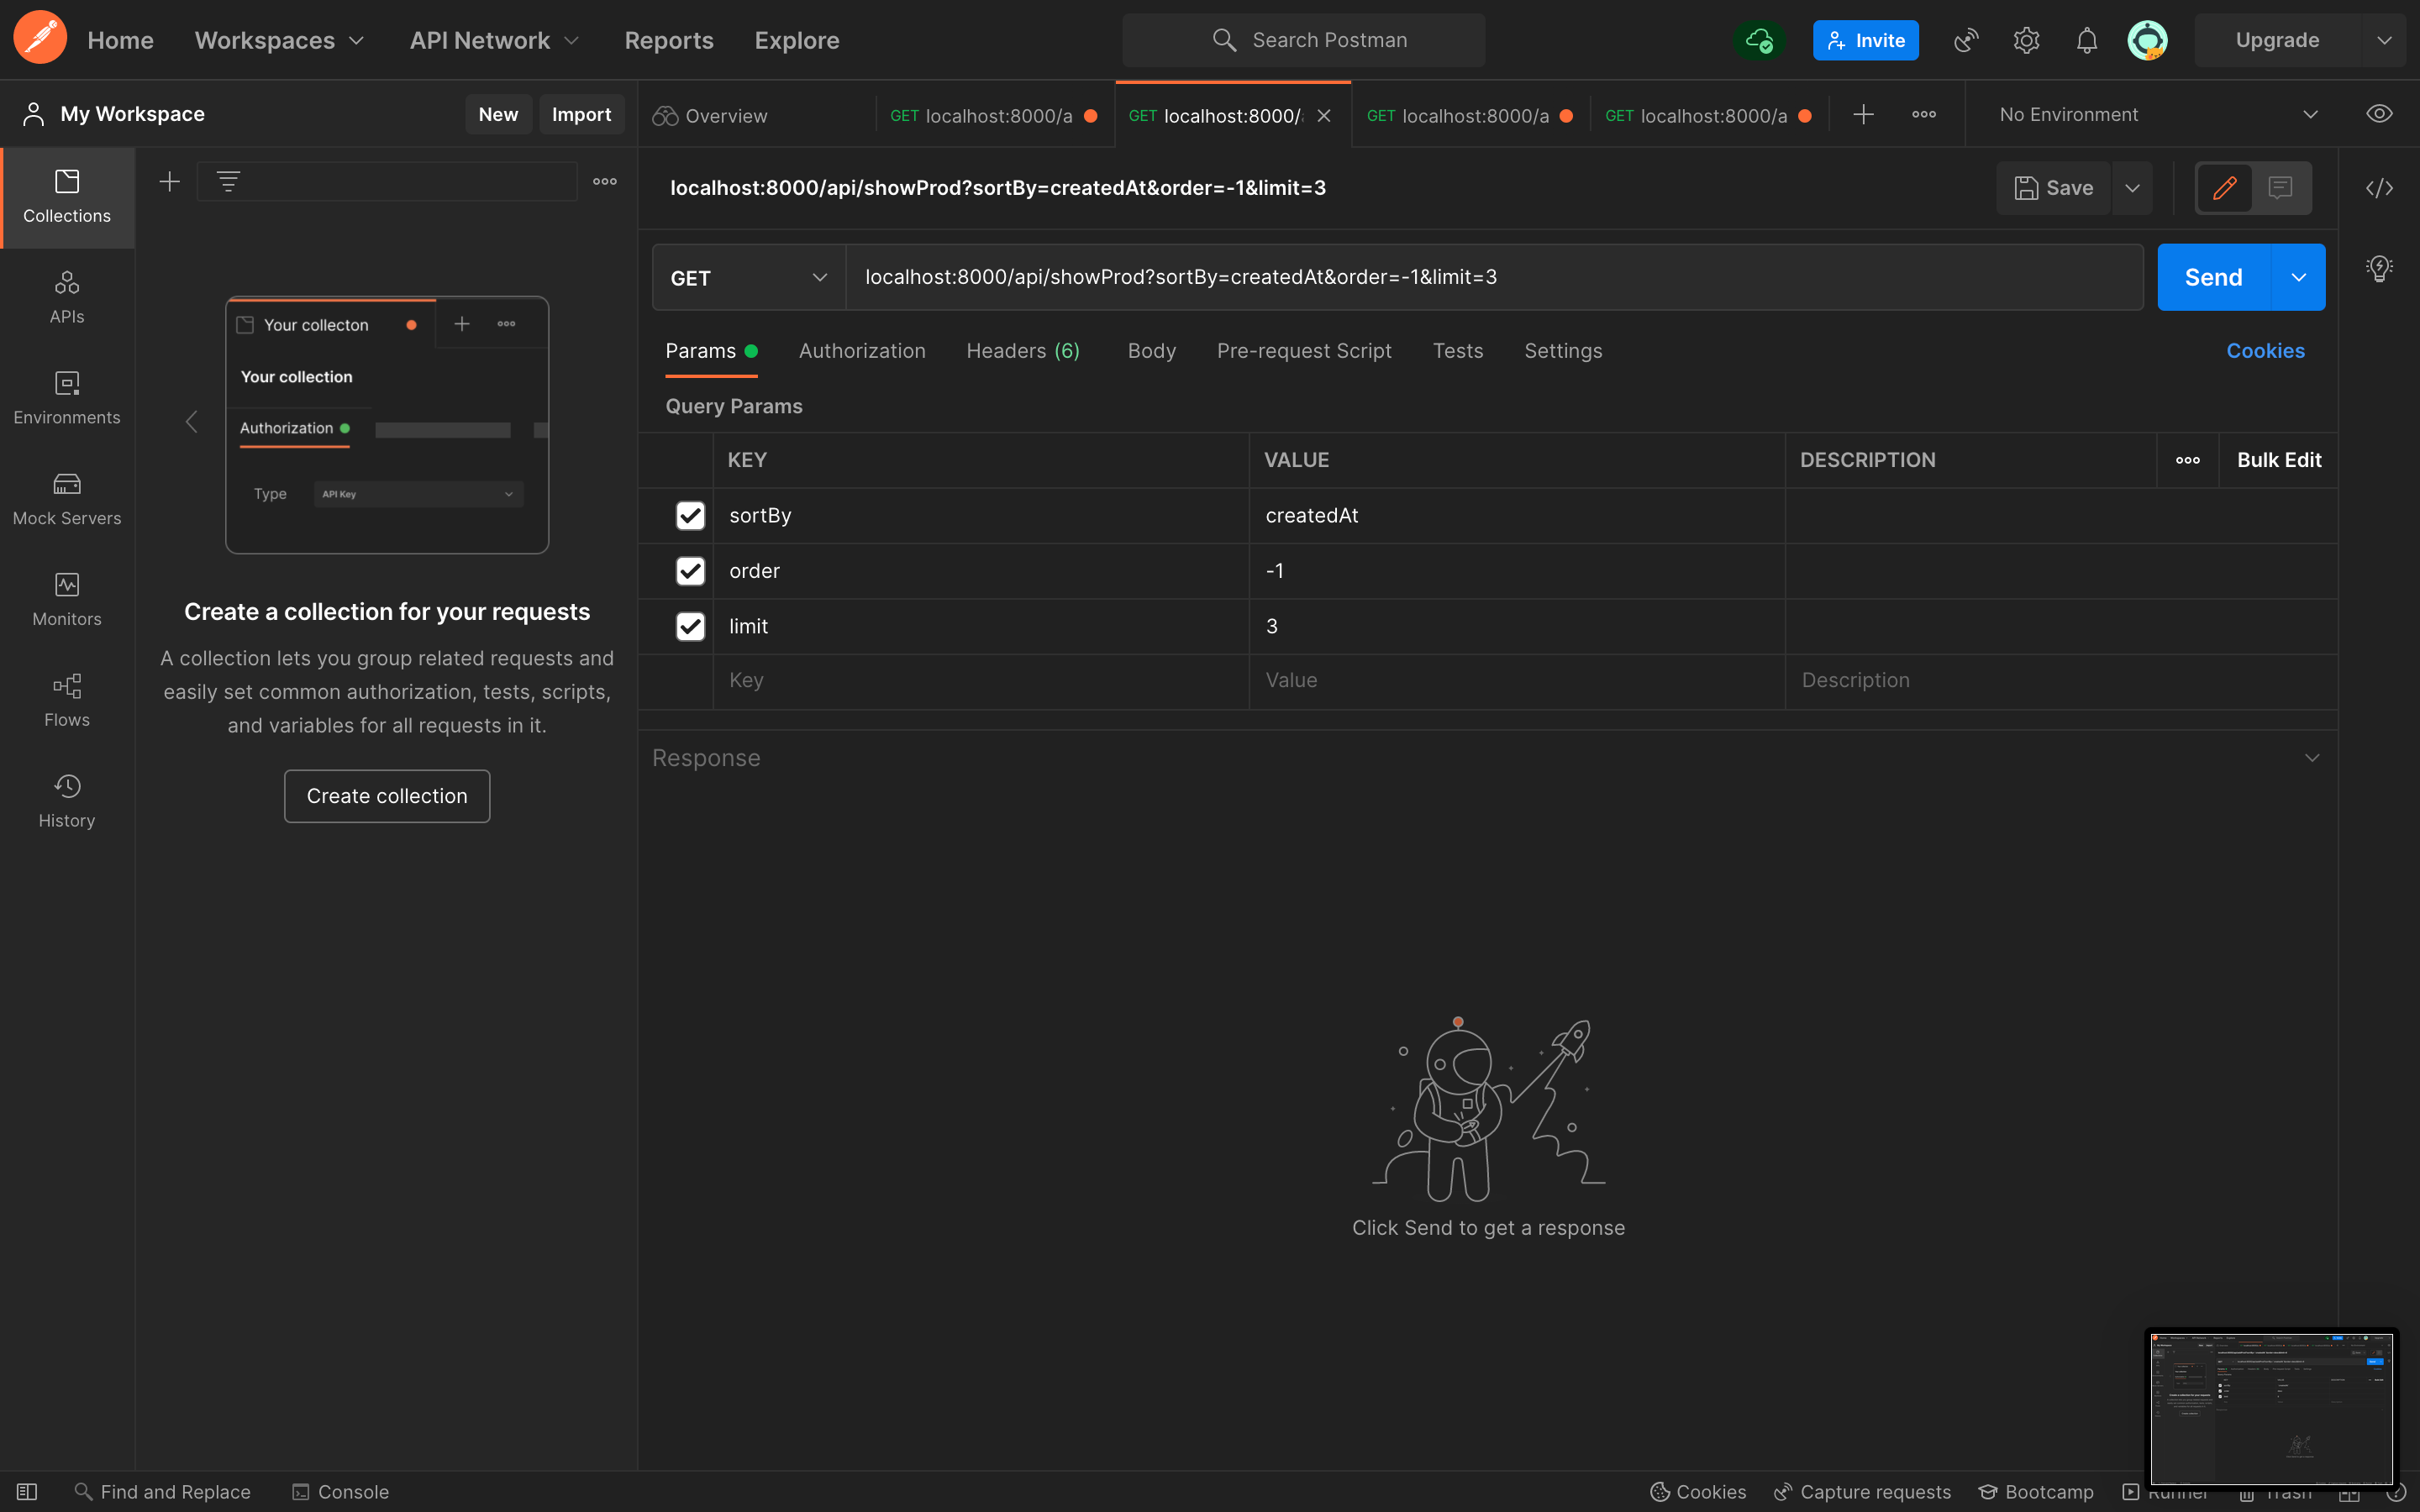 Home Workspaces API Network Reports Explore Search Postman Invite Upgrade
My Workspace New Import
Overview GET localhost:8000/a GET localhost:8000/ GET localhost:8000/a GET localhost:8000/a No Environment
Collections
APIs
Environments
Mock Servers
Monitors
Flows
History
Your collecton
Your collection
Authorization
Type API Key
Create a collection for your requests
A collection lets you group related requests and
easily set common authorization, tests, scripts,
and variables for all requests in it.
Create collection
localhost:8000/api/showProd?sortBy=createdAt&order=-1&limit=3
Save
GET localhost:8000/api/showProd?sortBy=createdAt&order=-1&limit=3 Send
Params Authorization Headers (6) Body Pre-request Script Tests Settings Cookies
Query Params
KEY VALUE DESCRIPTION Bulk Edit
sortBy createdAt
order -1
limit 3
Key Value Description
Response
Click Send to get a response
Find and Replace Console Cookies Capture requests Bootcamp Runner Trash